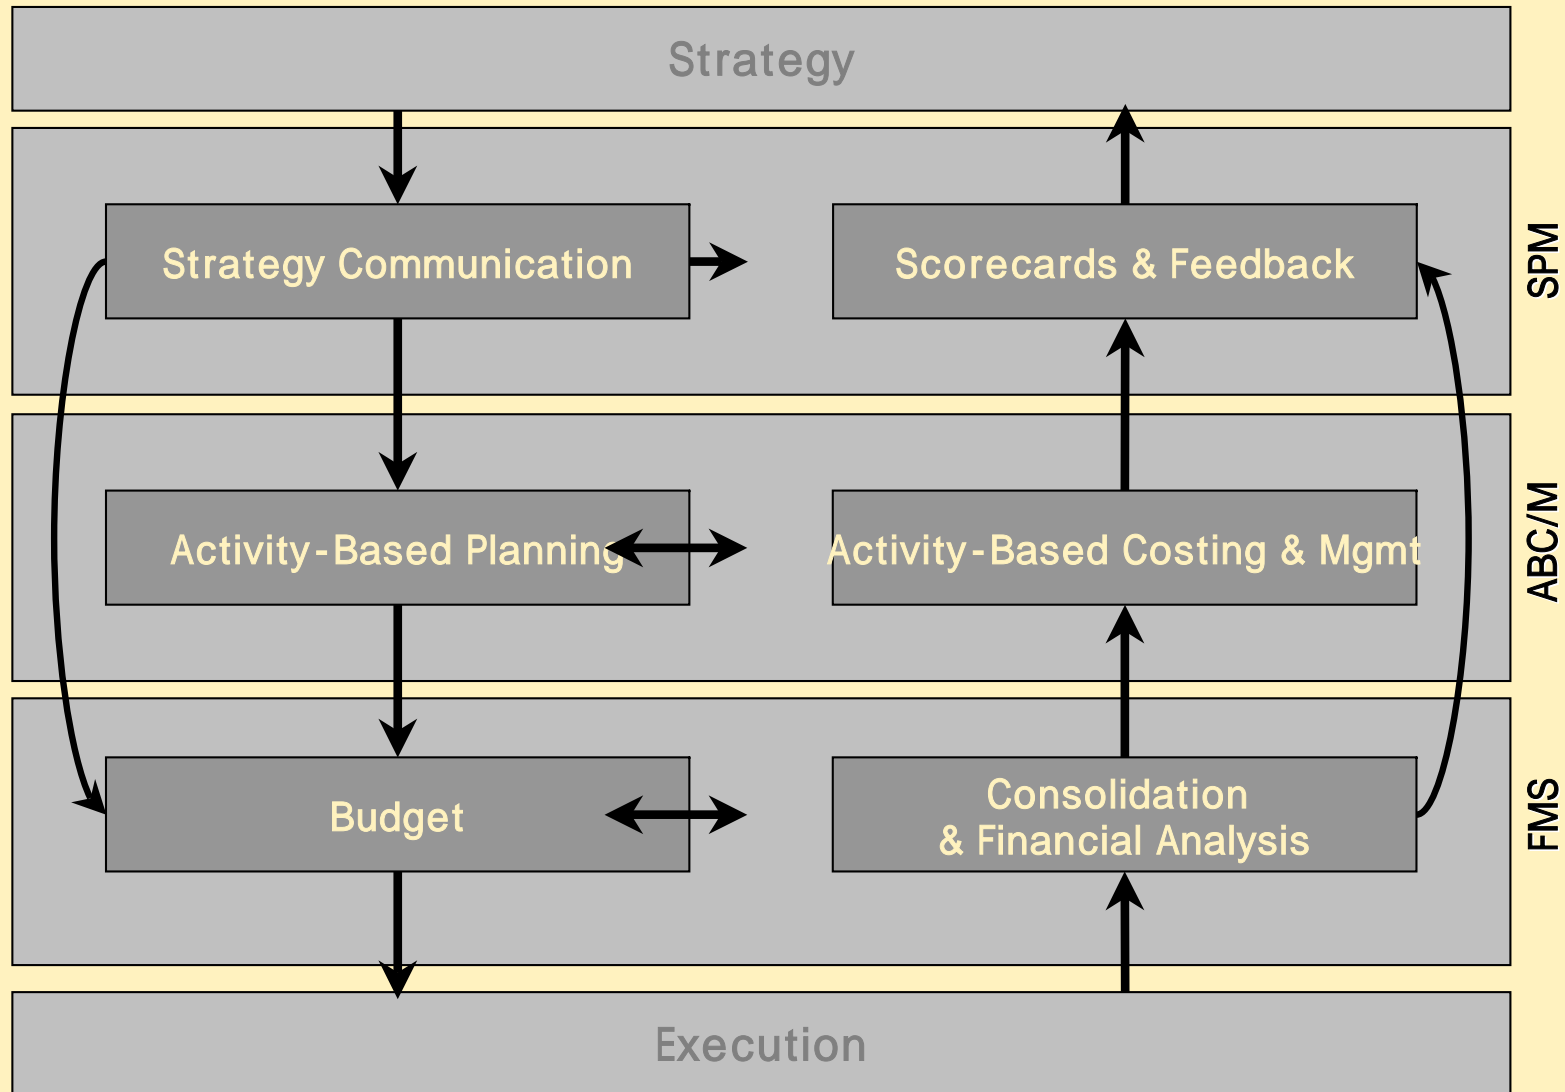 Strategy
Strategy Communication
Scorecards & Feedback
SPM
Activity-Based Planning
Activity-Based Costing & Mgmt
ABC/M
Budget
Consolidation
& Financial Analysis
FMS
Execution